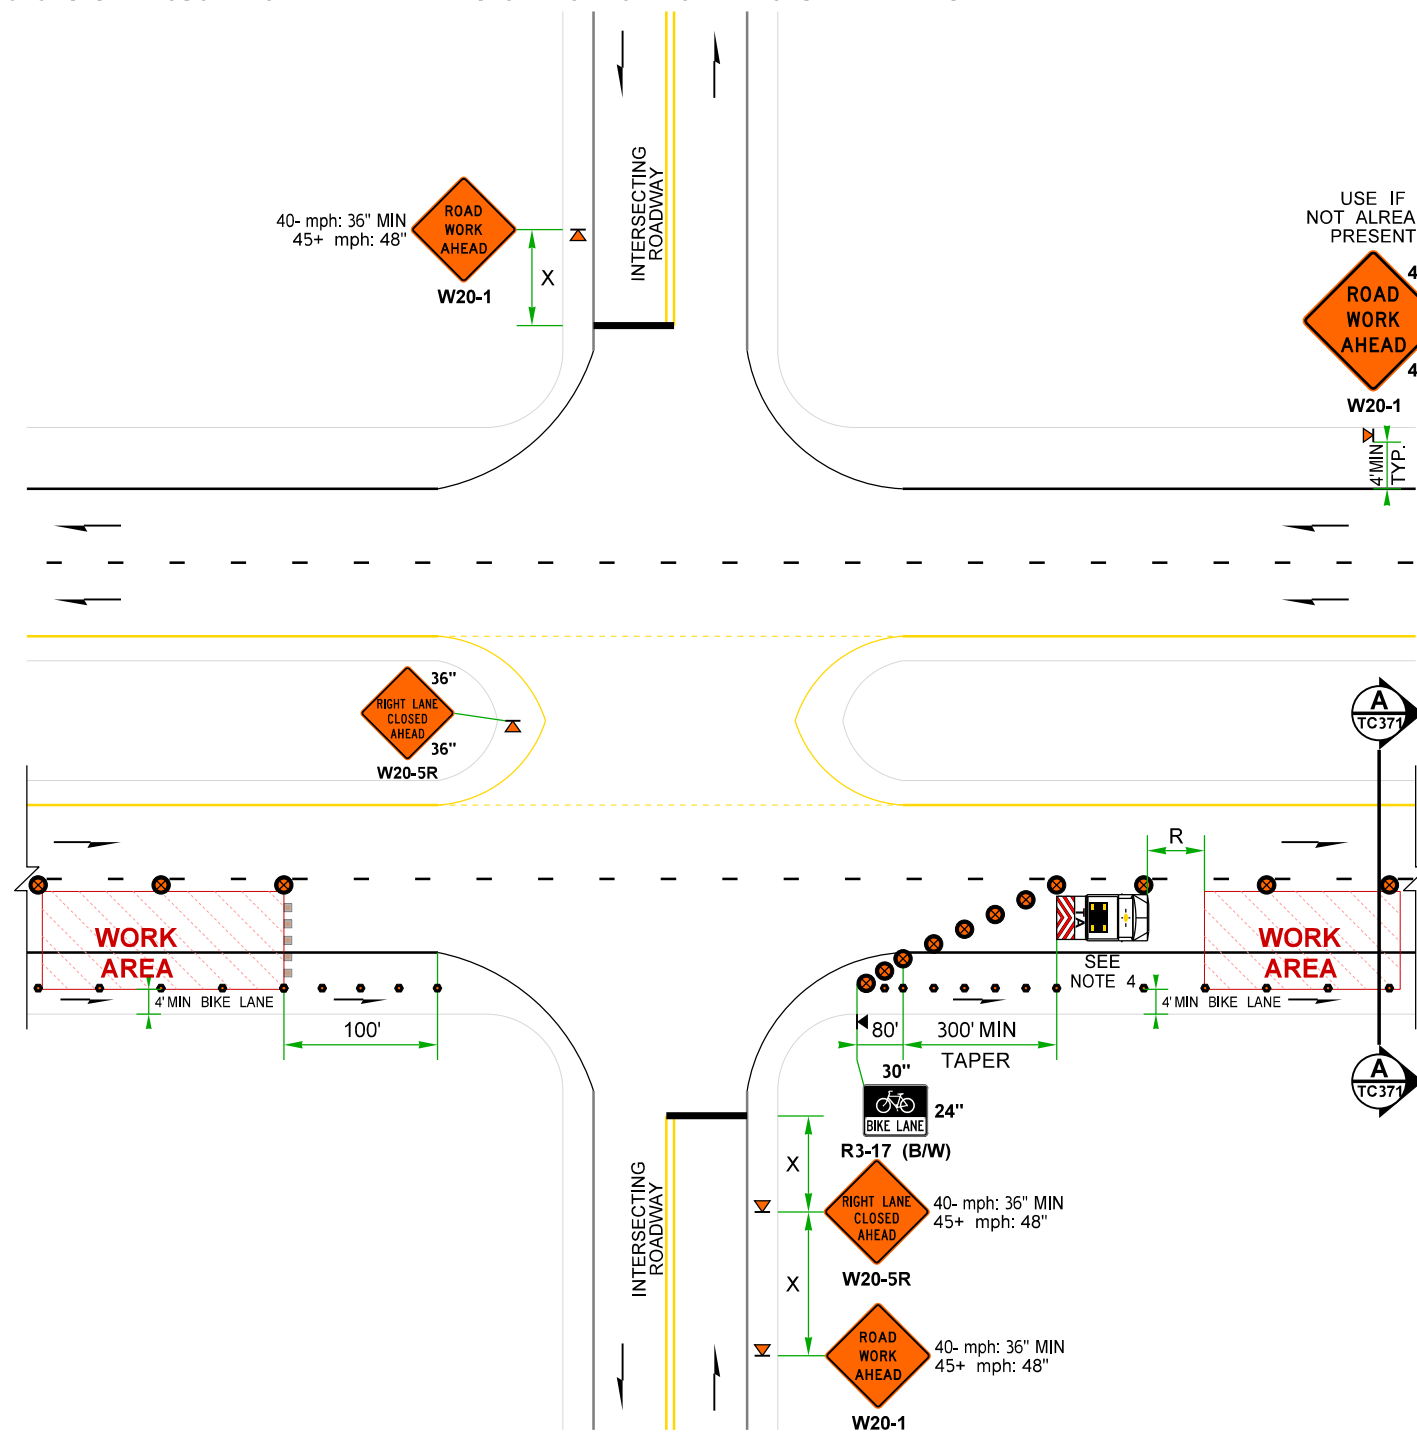 INTERSECTING
ROADWAY
40- mph: 36" MIN
45+ mph: 48"
ROAD
WORK
AHEAD
W20-1
X
USE IF
NOT ALREA
PRESENT
4
ROAD
WORK
AHEAD
4
W20-1
4'MIN
TYP.
36"
RIGHT LANE
CLOSED
AHEAD
36"
W20-5R
A
TC371
R
WORK
AREA
4'MIN BIKE LANE
100'
SEE
NOTE 4
WORK
AREA
4'MIN BIKE LANE
80'
300' MIN
TAPER
30"
BIKE LANE
24"
R3-17 (B/W)
A
TC371
INTERSECTING
ROADWAY
X
RIGHT LANE
CLOSED
AHEAD
40- mph: 36" MIN
45+ mph: 48"
W20-5R
X
ROAD
WORK
AHEAD
40- mph: 36" MIN
45+ mph: 48"
W20-1